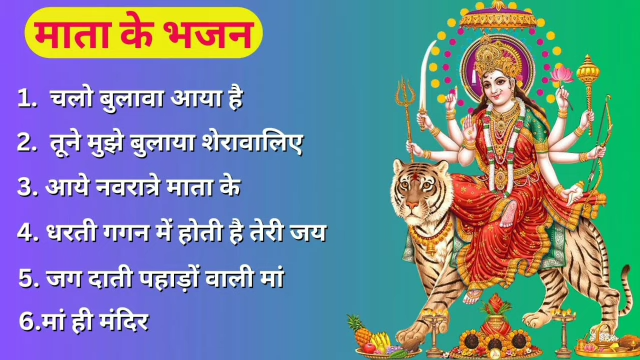 माता के भजन
1. चलो बुलावा आया है
2. तूने मुझे बुलाया शेरावालिए
3. आये नवरात्रे माता के
4. धरती गगन में होती है तेरी जय
5. जग दाती पहाड़ों वाली मां
6.मां ही मंदिर